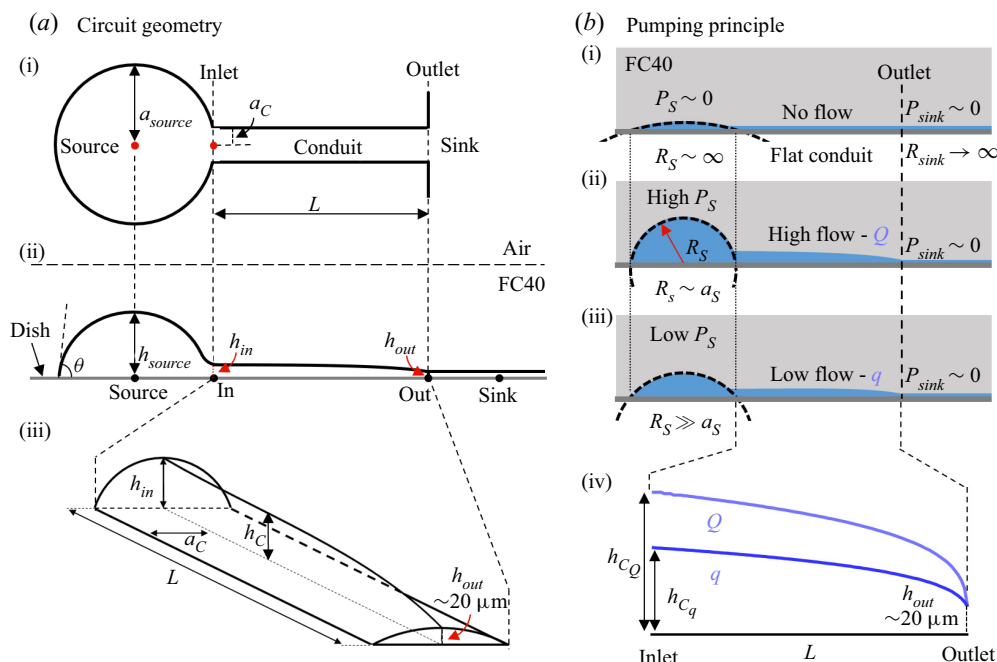 (a) Circuit geometry
(i)
Inlet
Outlet
a_source
a_C
Source
Conduit
Sink
L
(ii)
Air
FC40
Dish
θ
h_source
h_in
h_out
Source
In
Out
Sink
(iii)
h_in
a_C
h_C
L
h_out
~20 μm
(b) Pumping principle
(i)
FC40
Outlet
P_S ~ 0
No flow
P_sink ~ 0
R_S ~ ∞
Flat conduit
R_sink → ∞
(ii)
High P_S
High flow - Q
P_sink ~ 0
R_S
R_s ~ a_S
(iii)
Low P_S
Low flow - q
P_sink ~ 0
R_S ≫ a_S
(iv)
Q
q
h_C_Q
h_C_q
h_out
~20 μm
Inlet
L
Outlet